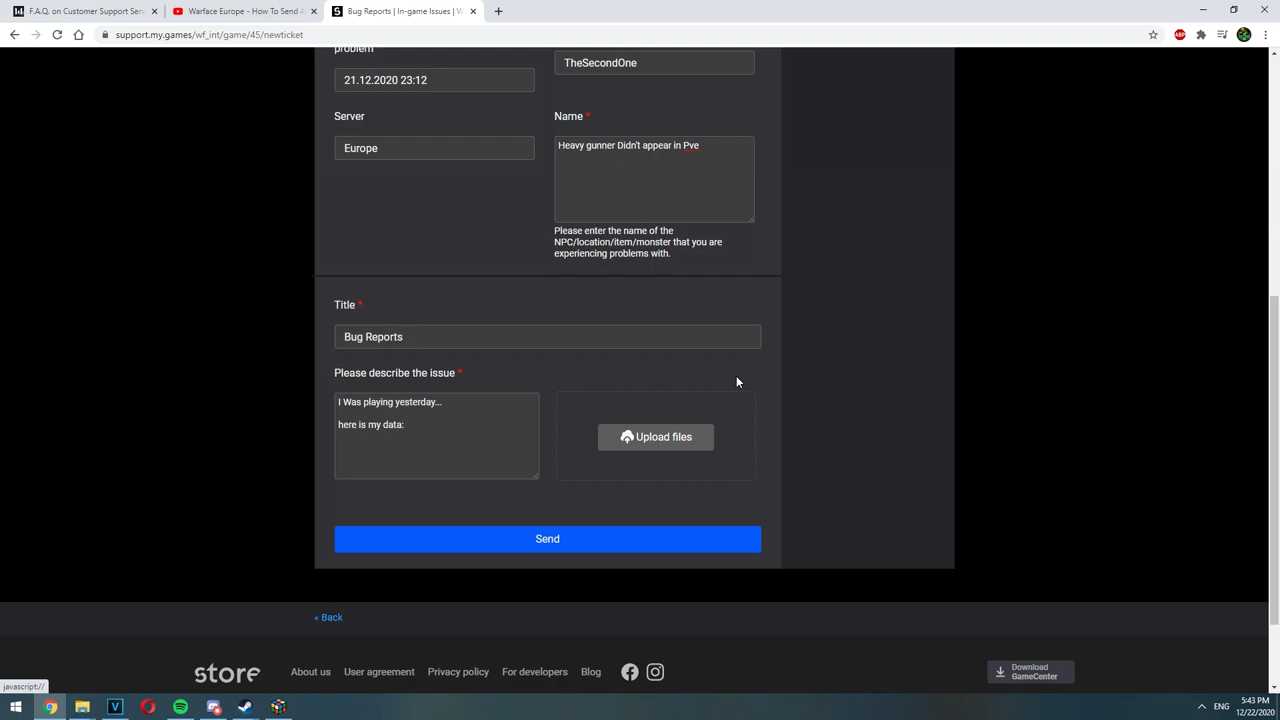 F.A.Q. on Customer Support Serv
Warface Europe - How To Send A
Bug Reports | In-game Issues | W
support.my.games/wf_int/game/45/newticket
ABP
problem
21.12.2020 23:12
TheSecondOne
Server
Name *
Europe
Heavy gunner Didn't appear in Pve
Please enter the name of the
NPC/location/item/monster that you are
experiencing problems with.
Title *
Bug Reports
Please describe the issue *
I Was playing yesterday...
here is my data:
Upload files
Send
« Back
store
About us
User agreement
Privacy policy
For developers
Blog
Download
GameCenter
javascript://
ENG
5:43 PM
12/22/2020